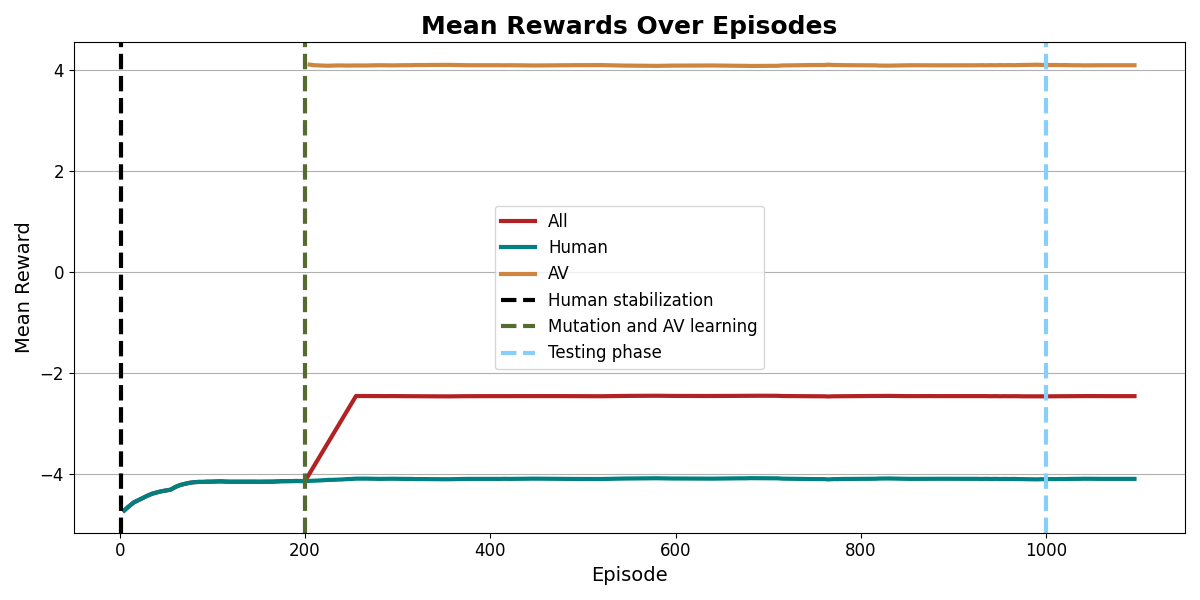 Mean Rewards Over Episodes
Mean Reward
4
2
0
−2
−4
All
Human
AV
Human stabilization
Mutation and AV learning
Testing phase
0 200 400 600 800 1000
Episode